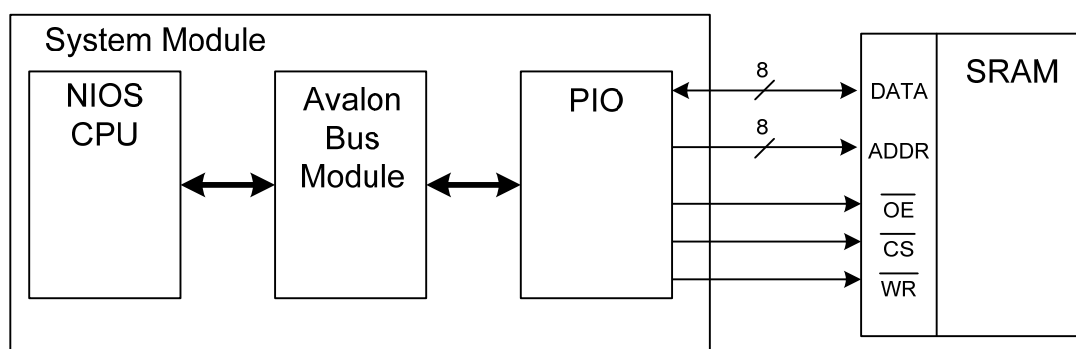 System Module
NIOS
CPU
Avalon
Bus
Module
PIO
8
8
DATA
ADDR
OE
CS
WR
SRAM